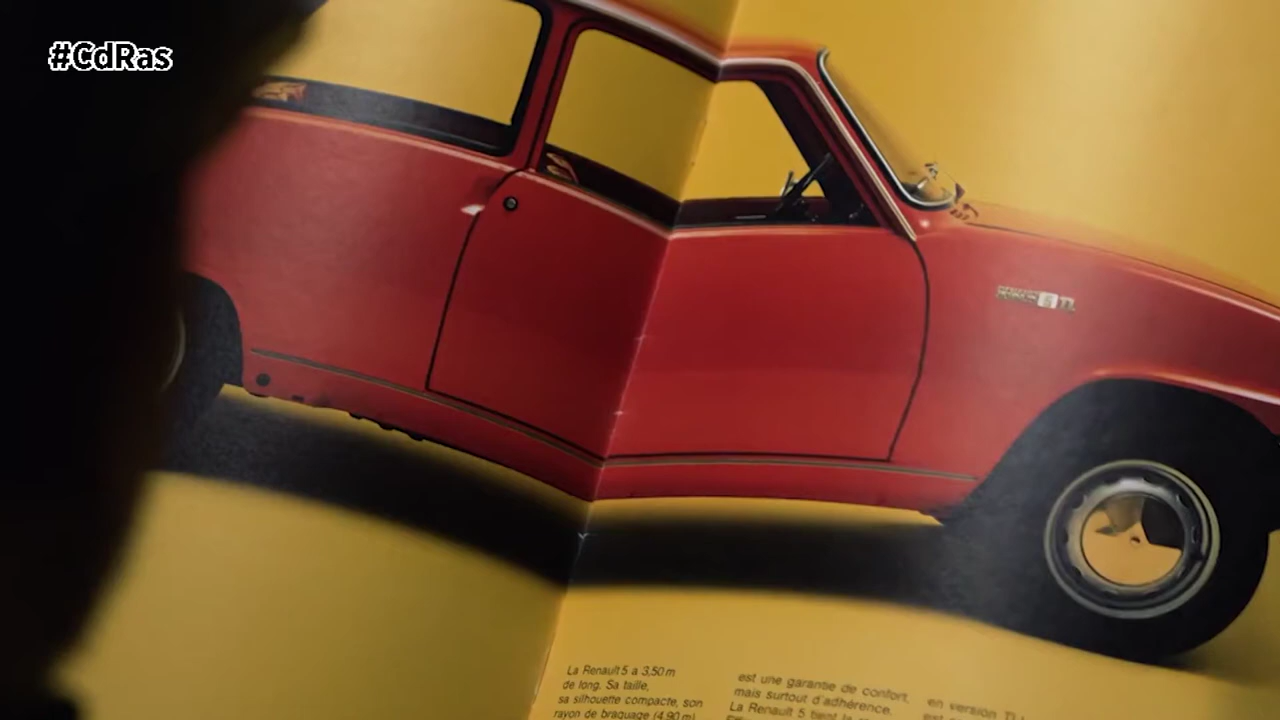 #CdRas
La Renault 5 a 3,50 m
de long. Sa taille,
sa silhouette compacte, son
rayon de braquage (4,90 m)
est une garantie de confort,
mais surtout d'adhérence.
La Renault 5 tient la
en version TL